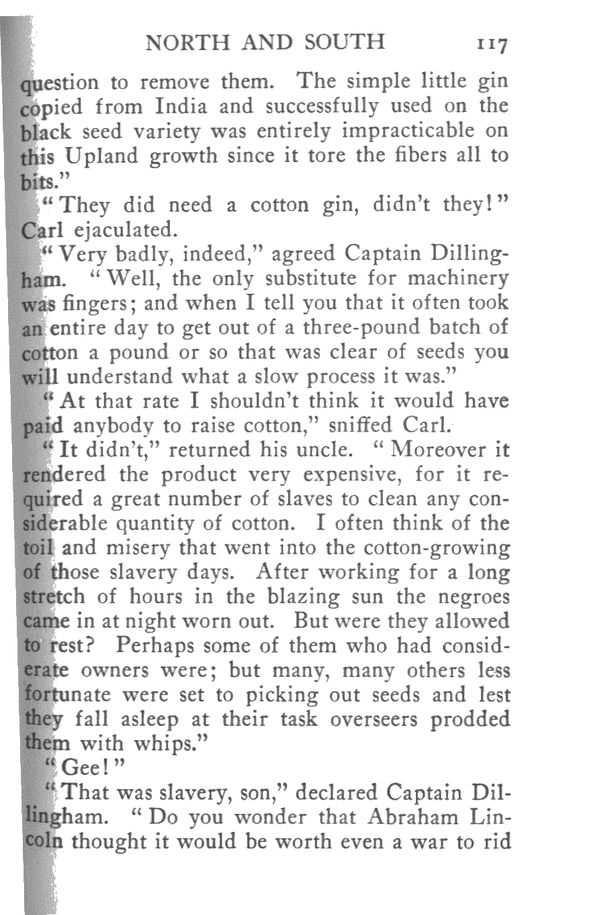 NORTH AND SOUTH 117
question to remove them. The simple little gin
copied from India and successfully used on the
black seed variety was entirely impracticable on
this Upland growth since it tore the fibers all to
bits."
"They did need a cotton gin, didn't they!"
Carl ejaculated.
"Very badly, indeed," agreed Captain Dilling-
ham. "Well, the only substitute for machinery
was fingers; and when I tell you that it often took
an entire day to get out of a three-pound batch of
cotton a pound or so that was clear of seeds you
will understand what a slow process it was."
"At that rate I shouldn't think it would have
paid anybody to raise cotton," sniffed Carl.
"It didn't," returned his uncle. "Moreover it
rendered the product very expensive, for it re-
quired a great number of slaves to clean any con-
siderable quantity of cotton. I often think of the
toil and misery that went into the cotton-growing
of those slavery days. After working for a long
stretch of hours in the blazing sun the negroes
came in at night worn out. But were they allowed
to rest? Perhaps some of them who had consid-
erate owners were; but many, many others less
fortunate were set to picking out seeds and lest
they fall asleep at their task overseers prodded
them with whips."
"Gee!"
"That was slavery, son," declared Captain Dil-
lingham. "Do you wonder that Abraham Lin-
coln thought it would be worth even a war to rid